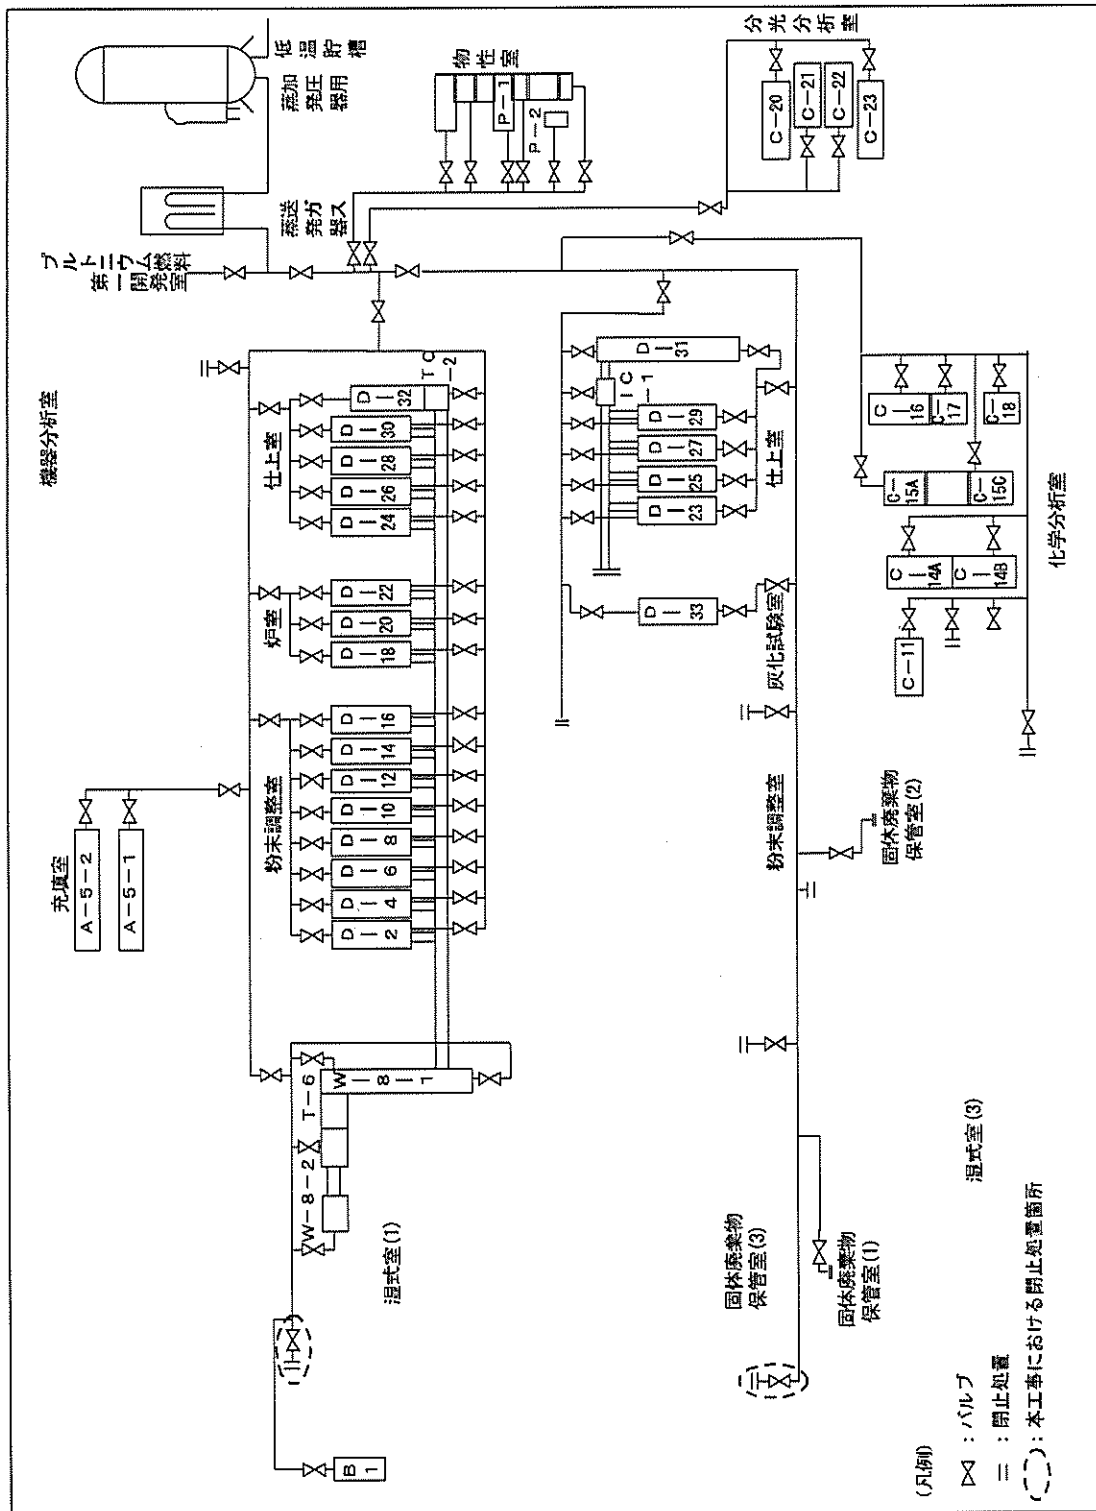 低温貯槽
蒸発器
加圧用
蒸発器
送ガス
プルトニウム燃料
第一開発室
物性室
P-1
P-2
分光分析室
C-20
C-21
C-22
C-23
機器分析室
仕上室
D-32
D-30
D-28
D-26
D-24
炉室
D-22
D-20
D-18
粉末調整室
D-16
D-14
D-12
D-10
D-8
D-6
D-4
D-2
充填室
A-5-2
A-5-1
T-6
W-8-1
W-8-2
湿式室(1)
B-1
D-31
D-29
D-27
D-25
D-23
仕上室
D-33
炭化試験室
粉末調整室
固体廃棄物
保管室(2)
固体廃棄物
保管室(3)
固体廃棄物
保管室(1)
湿式室(3)
C-16
C-17
C-18
C-15A
C-15C
C-14A
C-14B
C-11
化学分析室
(凡例)
:バルブ
:閉止処置
:本工事における閉止処置箇所